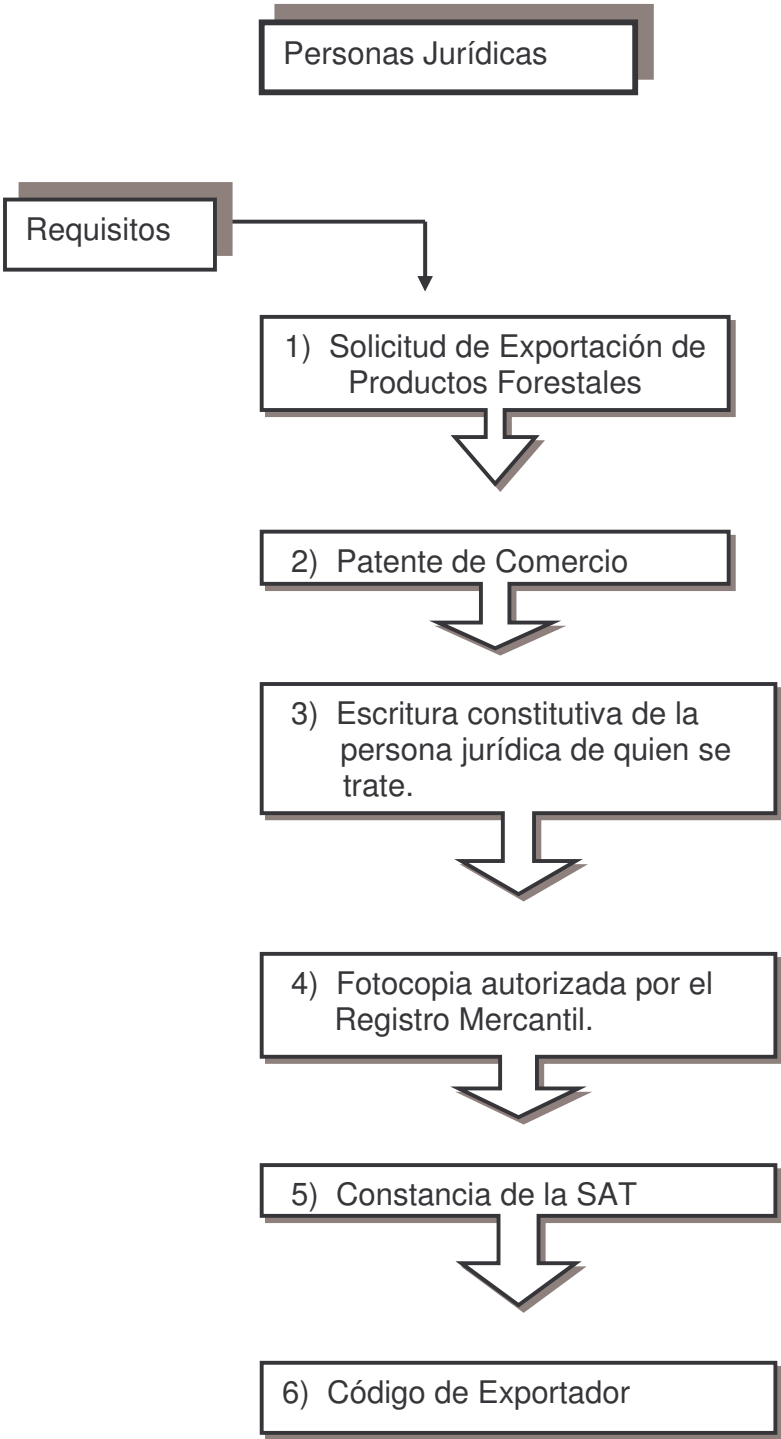 Personas Jurídicas
Requisitos
1) Solicitud de Exportación de
Productos Forestales
2) Patente de Comercio
3) Escritura constitutiva de la
persona jurídica de quien se
trate.
4) Fotocopia autorizada por el
Registro Mercantil.
5) Constancia de la SAT
6) Código de Exportador